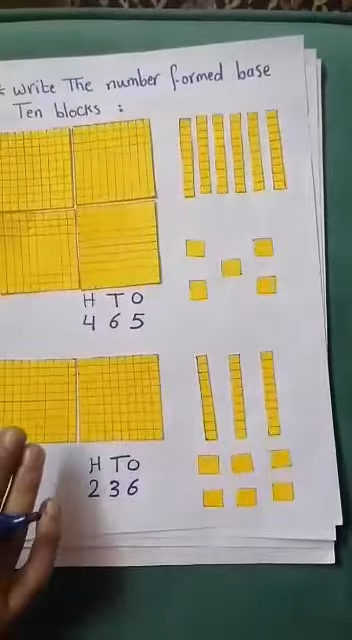 write The number formed base
Ten blocks :
H T O
4 6 5
H T O
2 3 6